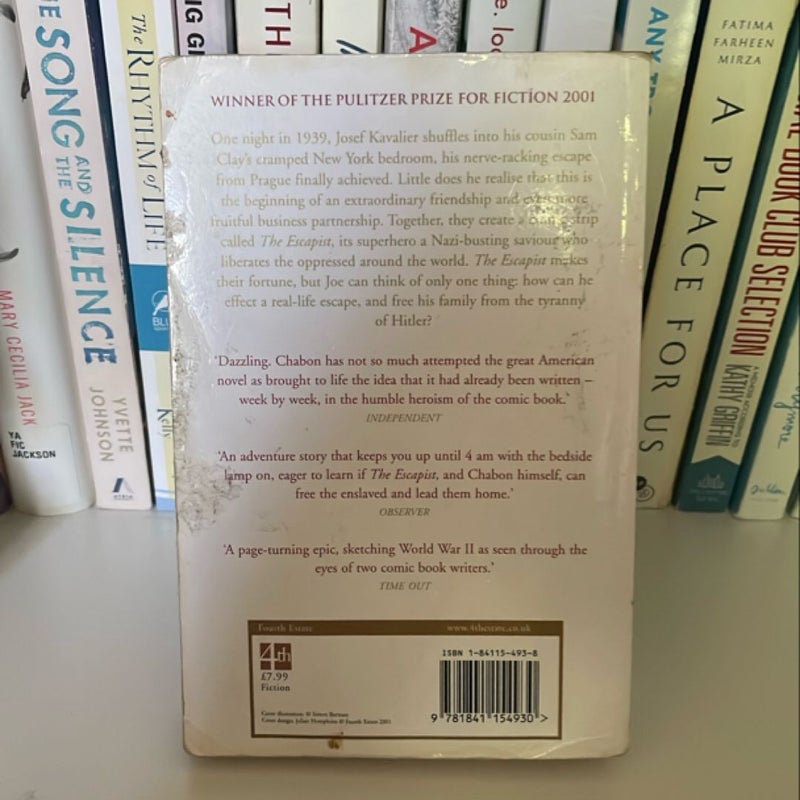 THE SONG AND THE SILENCE
YVETTE JOHNSON
The RHYTHM of LIFE
Kelly
MARY CECILIA JACK
YA
FIC
JACKSON
WINNER OF THE PULITZER PRIZE FOR FICTION 2001
One night in 1939, Josef Kavalier shuffles into his cousin Sam
Clay's cramped New York bedroom, his nerve-racking escape
from Prague finally achieved. Little does he realise that this is
the beginning of an extraordinary friendship and even more
fruitful business partnership. Together, they create a comic strip
called The Escapist, its superhero a Nazi-busting saviour who
liberates the oppressed around the world. The Escapist makes
their fortune, but Joe can think of only one thing: how can he
effect a real-life escape, and free his family from the tyranny
of Hitler?
'Dazzling. Chabon has not so much attempted the great American
novel as brought to life the idea that it had already been written –
week by week, in the humble heroism of the comic book.'
INDEPENDENT
'An adventure story that keeps you up until 4 am with the bedside
lamp on, eager to learn if The Escapist, and Chabon himself, can
free the enslaved and lead them home.'
OBSERVER
'A page-turning epic, sketching World War II as seen through the
eyes of two comic book writers.'
TIME OUT
Fourth Estate
www.4thestate.co.uk
4th
£7.99
Fiction
ISBN 1-84115-493-8
9 781841 154930 >
FATIMA
FARHEEN
MIRZA
A PLACE FOR US
BOOK CLUB SELECTION
KATHY GRIFFIN